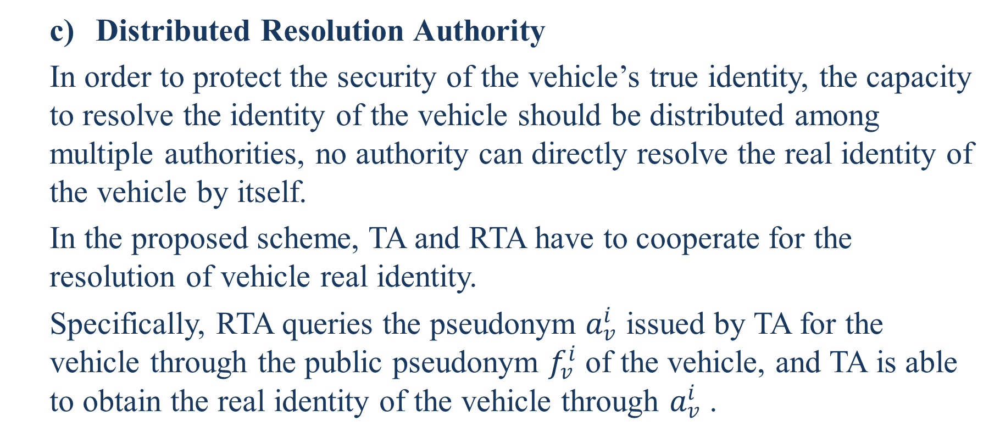 c) Distributed Resolution Authority
In order to protect the security of the vehicle’s true identity, the capacity
to resolve the identity of the vehicle should be distributed among
multiple authorities, no authority can directly resolve the real identity of
the vehicle by itself.
In the proposed scheme, TA and RTA have to cooperate for the
resolution of vehicle real identity.
Specifically, RTA queries the pseudonym $a_v^i$ issued by TA for the
vehicle through the public pseudonym $f_v^i$ of the vehicle, and TA is able
to obtain the real identity of the vehicle through $a_v^i$ .